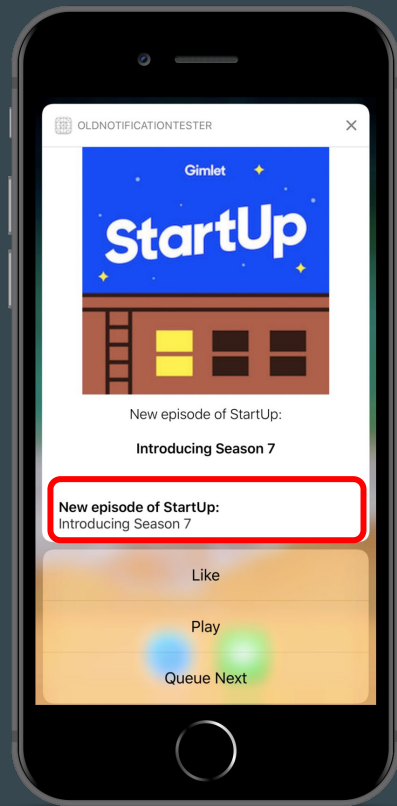 OLDNOTIFICATIONTESTER
Gimlet
StartUp
New episode of StartUp:
Introducing Season 7
New episode of StartUp:
Introducing Season 7
Like
Play
Queue Next